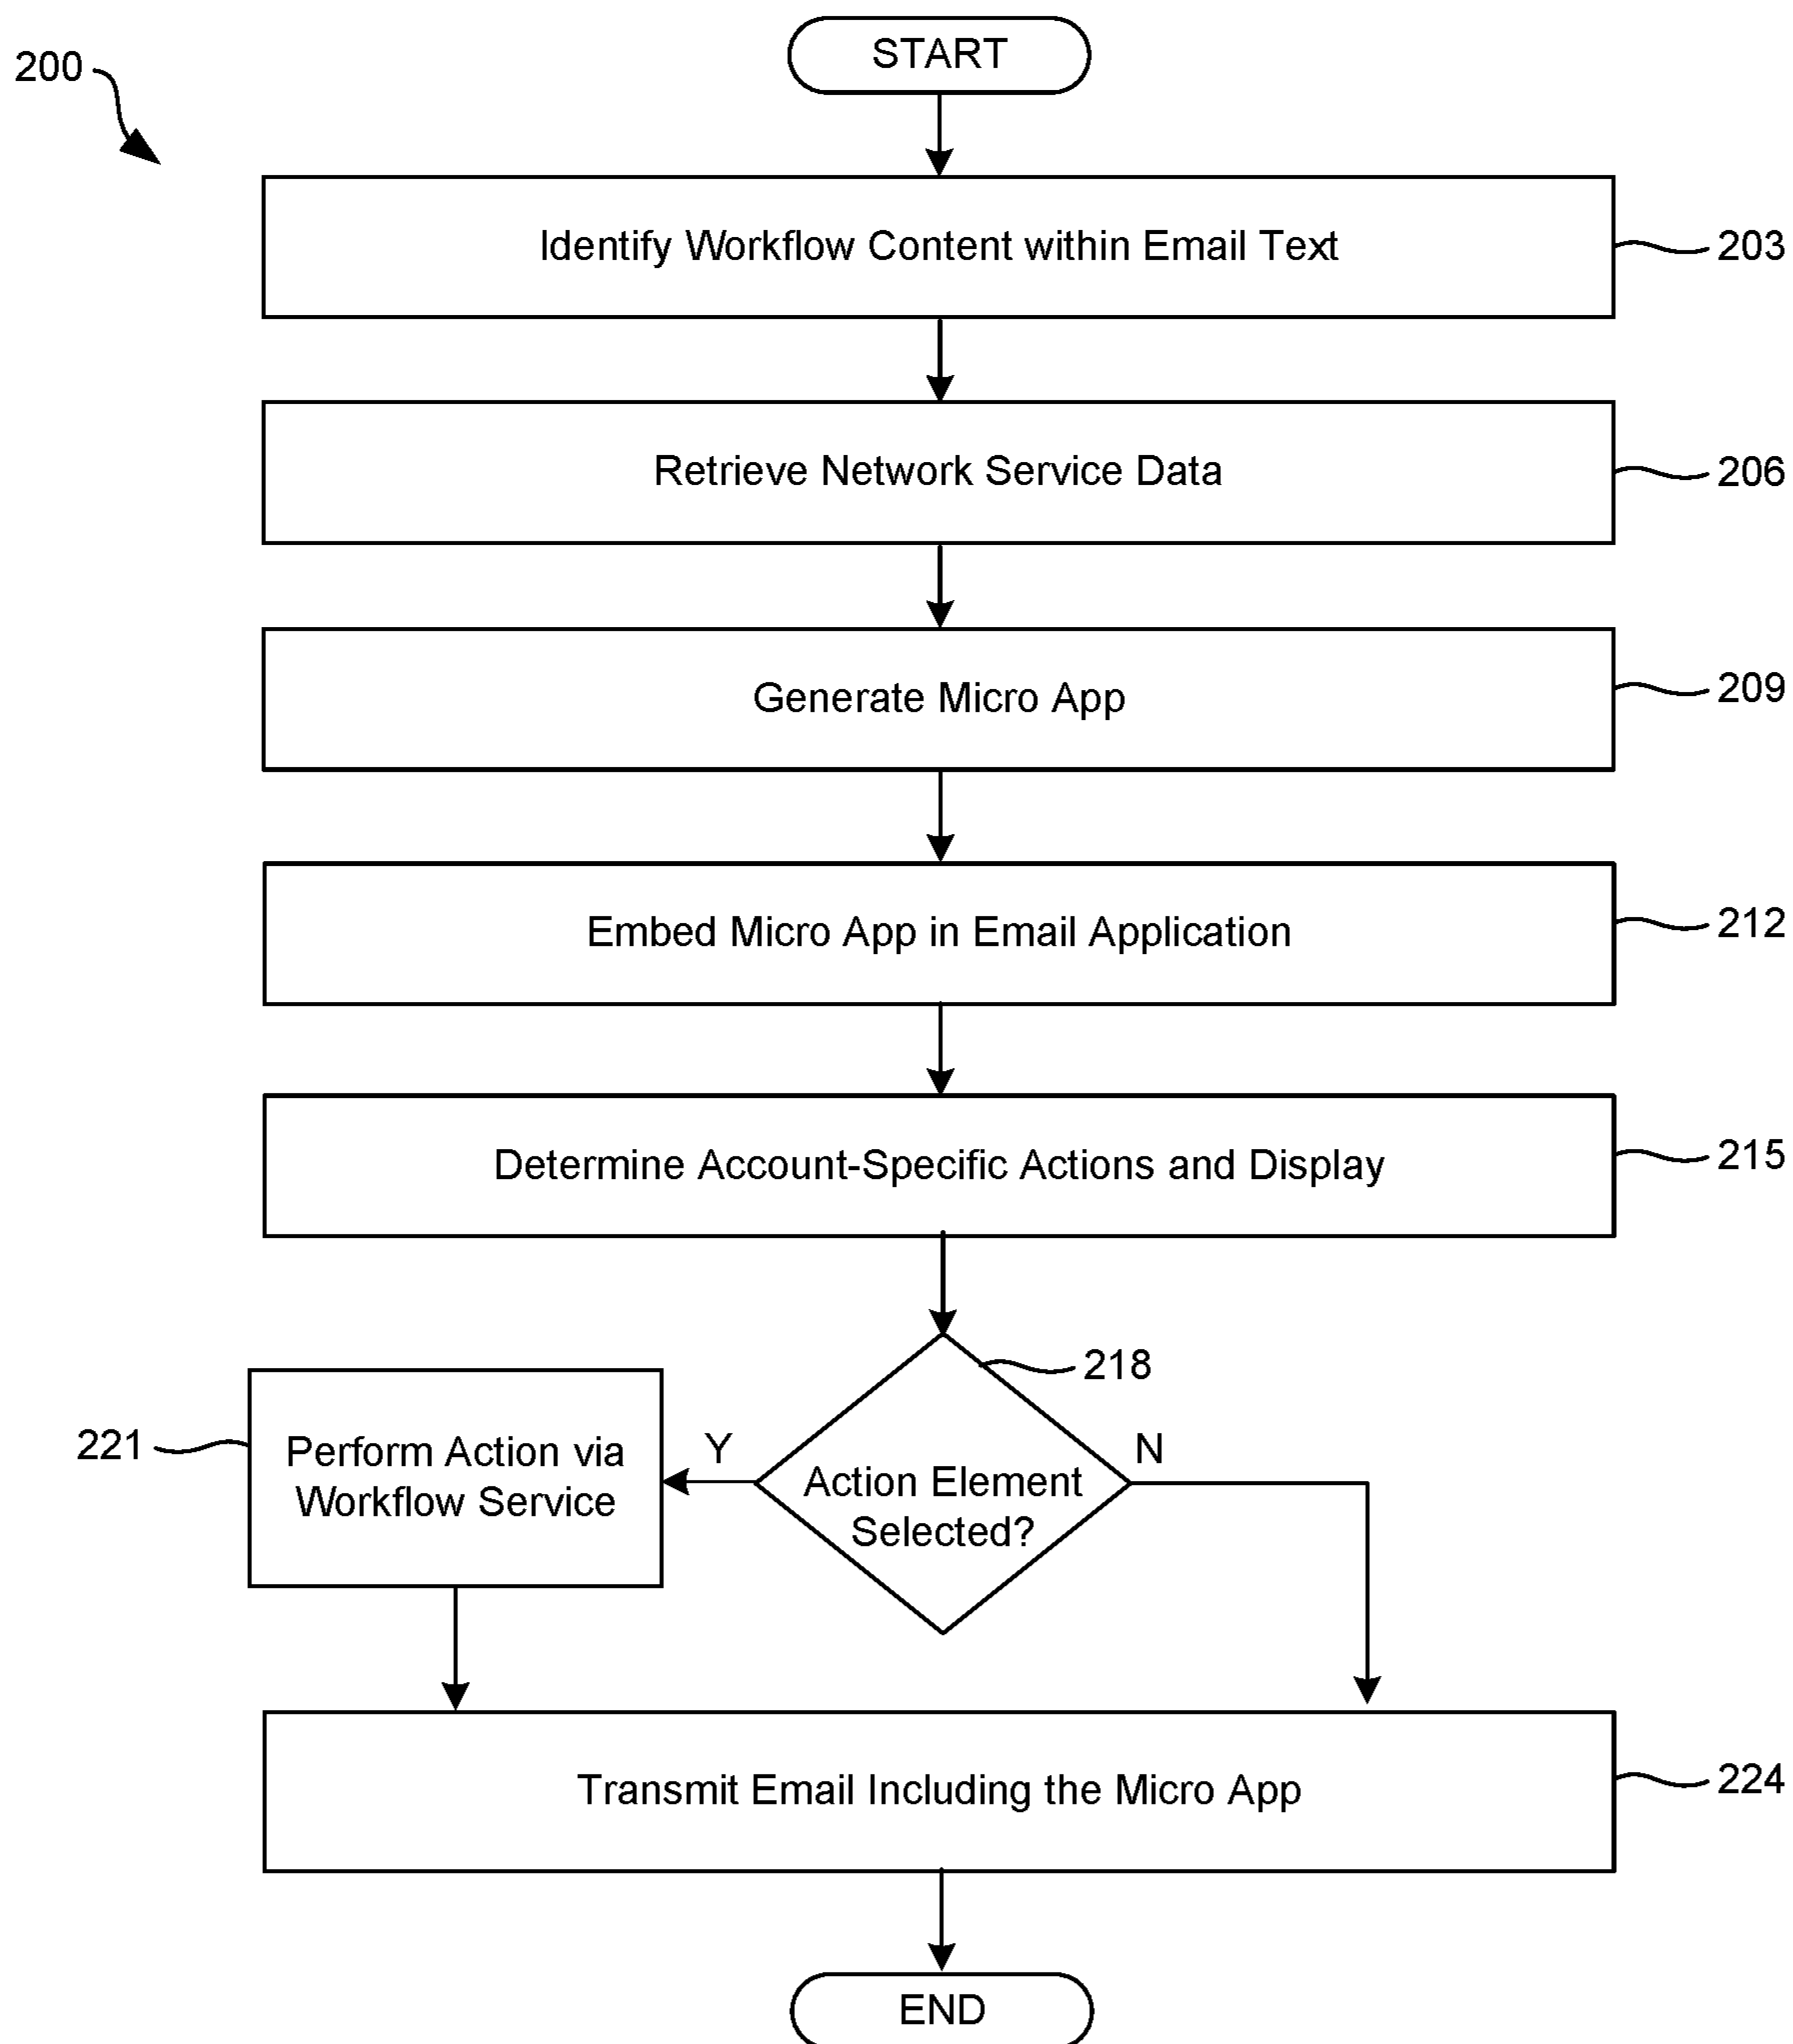 200
START
Identify Workflow Content within Email Text
203
Retrieve Network Service Data
206
Generate Micro App
209
Embed Micro App in Email Application
212
Determine Account-Specific Actions and Display
215
218
Action Element
Selected?
Y
N
221
Perform Action via
Workflow Service
Transmit Email Including the Micro App
224
END